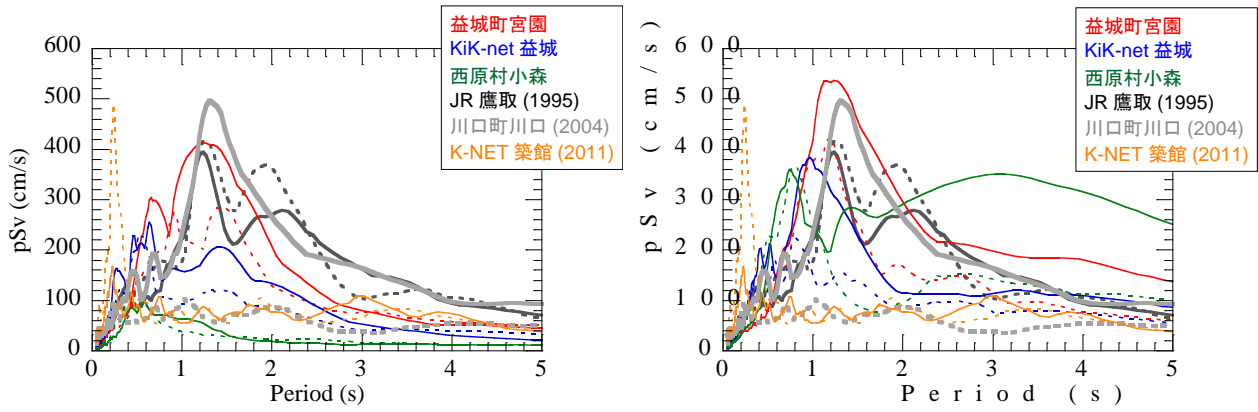 益城町宮園
KiK-net 益城
西原村小森
JR 鷹取 (1995)
川口町川口 (2004)
K-NET 築館 (2011)
600
500
400
300
200
100
0
pSv (cm/s)
0 1 2 3 4 5
Period (s)
益城町宮園
KiK-net 益城
西原村小森
JR 鷹取 (1995)
川口町川口 (2004)
K-NET 築館 (2011)
6 0 0
5 0 0
4 0 0
3 0 0
2 0 0
1 0 0
0
p S v ( c m / s )
0 1 2 3 4 5
P e r i o d ( s )